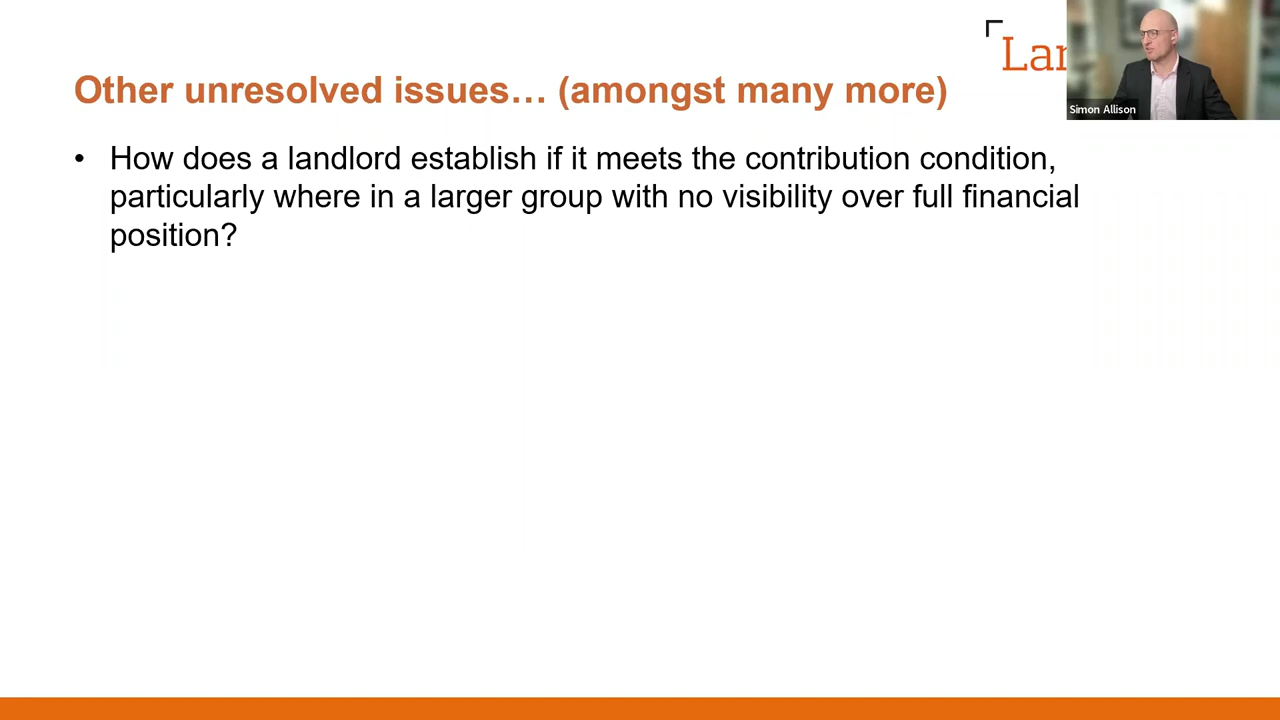 Lan
Simon Allison
Other unresolved issues… (amongst many more)
• How does a landlord establish if it meets the contribution condition,
particularly where in a larger group with no visibility over full financial
position?